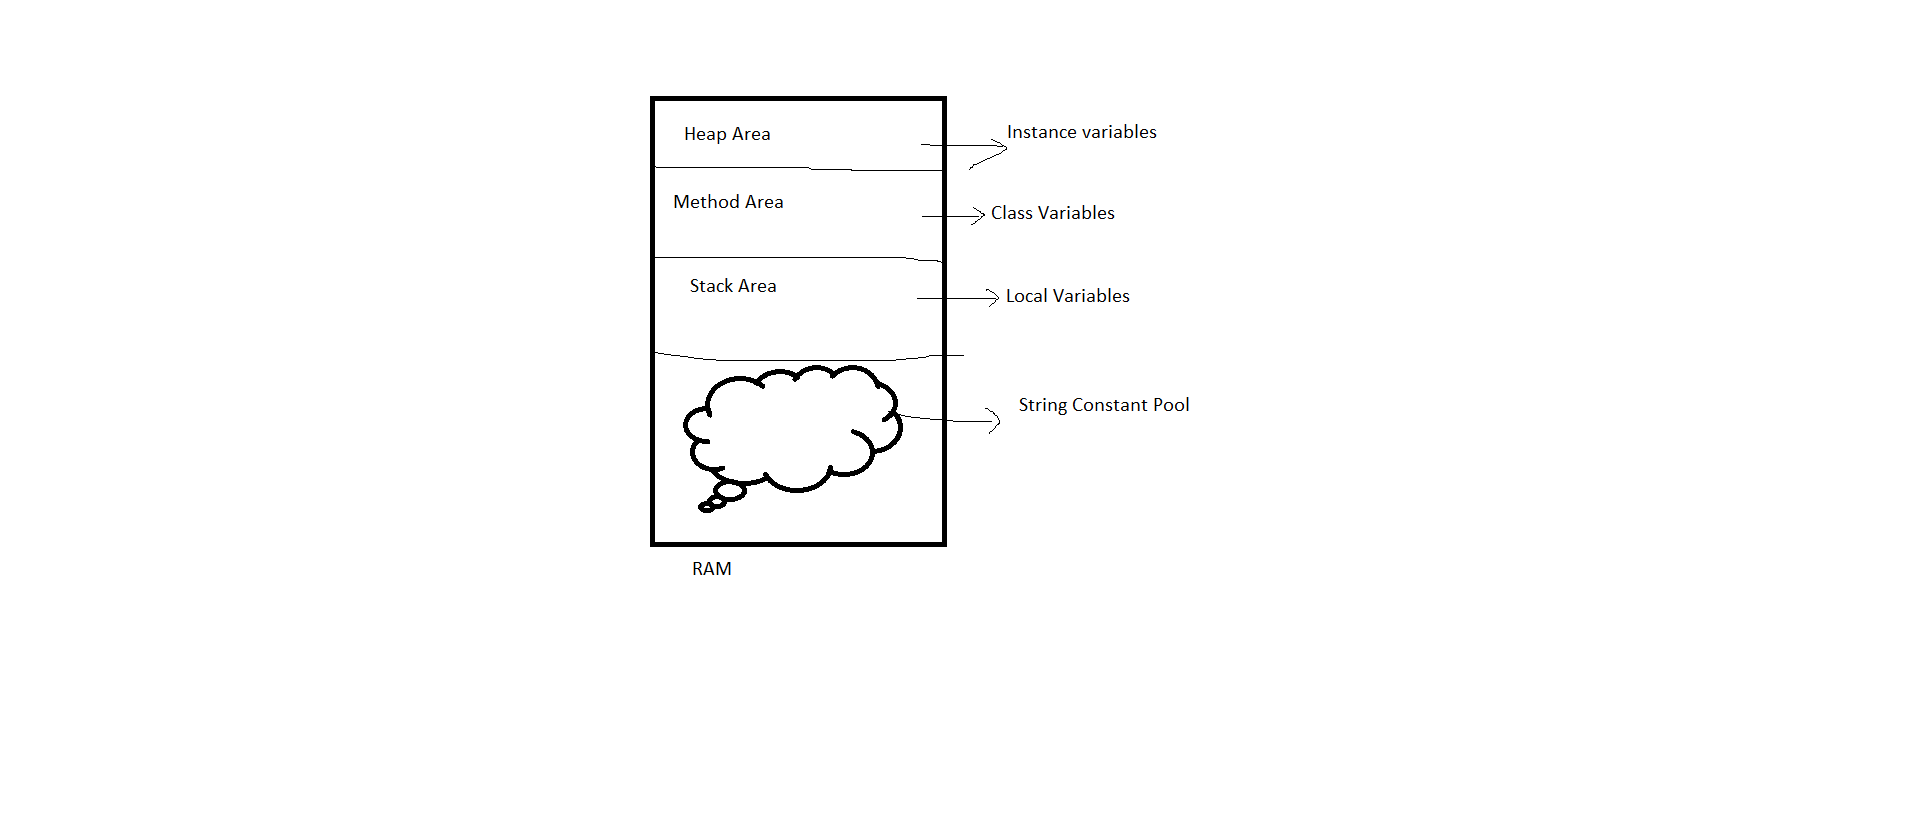 Heap Area
Instance variables
Method Area
Class Variables
Stack Area
Local Variables
String Constant Pool
RAM